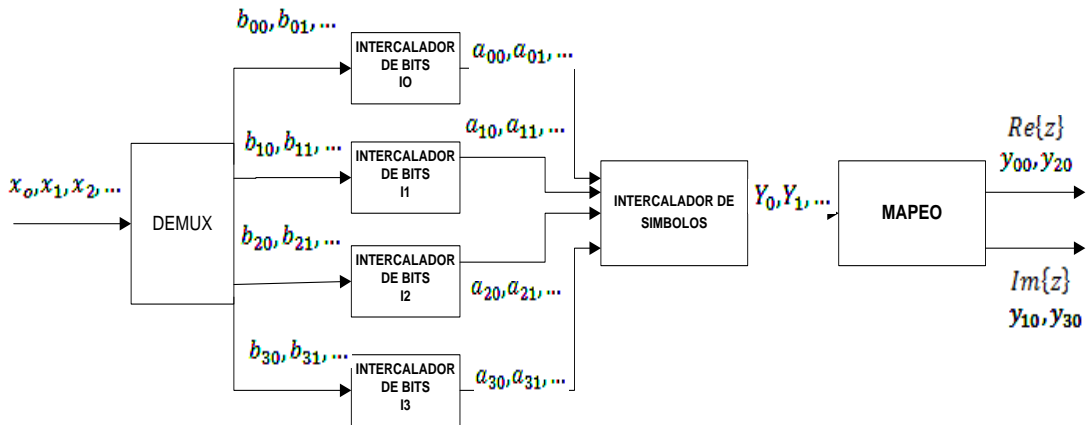 b₀₀, b₀₁, ...
INTERCALADOR
DE BITS
I0
a₀₀, a₀₁, ...
b₁₀, b₁₁, ...
INTERCALADOR
DE BITS
I1
a₁₀, a₁₁, ...
xₒ, x₁, x₂, ...
DEMUX
b₂₀, b₂₁, ...
INTERCALADOR
DE BITS
I2
a₂₀, a₂₁, ...
b₃₀, b₃₁, ...
INTERCALADOR
DE BITS
I3
a₃₀, a₃₁, ...
INTERCALADOR DE
SIMBOLOS
Y₀, Y₁, ...
MAPEO
Re{z}
y₀₀, y₂₀
Im{z}
y₁₀, y₃₀